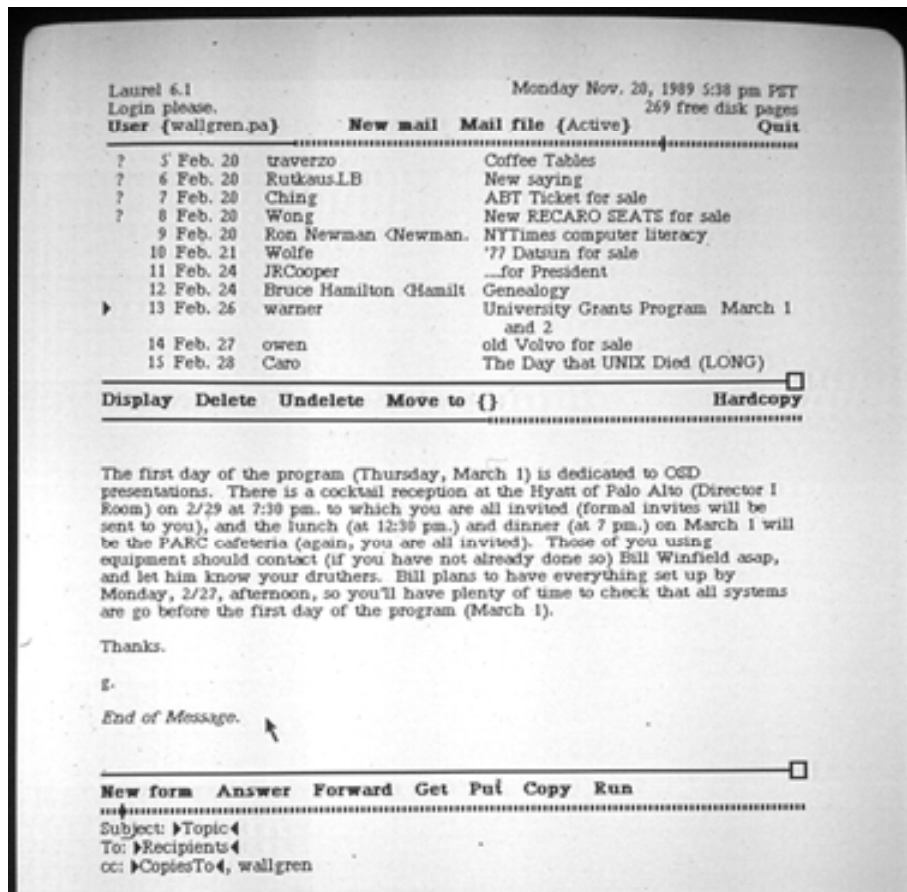 Laurel 6.1 Monday Nov. 20, 1989 5:38 pm PST
Login please. 269 free disk pages
User {wallgren.pa} New mail Mail file {Active} Quit
? 5 Feb. 20 traverzo Coffee Tables
? 6 Feb. 20 Rutkaus.LB New saying
? 7 Feb. 20 Ching ABT Ticket for sale
? 8 Feb. 20 Wong New RECARO SEATS for sale
9 Feb. 20 Ron Newman <Newman. NYTimes computer literacy
10 Feb. 21 Wolfe '77 Datsun for sale
11 Feb. 24 JRCooper ....for President
12 Feb. 24 Bruce Hamilton <Hamilt Genealogy
13 Feb. 26 warner University Grants Program March 1
and 2
14 Feb. 27 owen old Volvo for sale
15 Feb. 28 Caro The Day that UNIX Died (LONG)
Display Delete Undelete Move to {} Hardcopy
The first day of the program (Thursday, March 1) is dedicated to OSD
presentations. There is a cocktail reception at the Hyatt of Palo Alto (Director I
Room) on 2/29 at 7:30 pm. to which you are all invited (formal invites will be
sent to you), and the lunch (at 12:30 pm.) and dinner (at 7 pm.) on March 1 will
be the PARC cafeteria (again, you are all invited). Those of you using
equipment should contact (if you have not already done so) Bill Winfield asap,
and let him know your druthers. Bill plans to have everything set up by
Monday, 2/27, afternoon, so you'll have plenty of time to check that all systems
are go before the first day of the program (March 1).
Thanks.
g.
End of Message.
New form Answer Forward Get Put Copy Run
Subject: ▶Topic◀
To: ▶Recipients◀
cc: ▶CopiesTo◀, wallgren